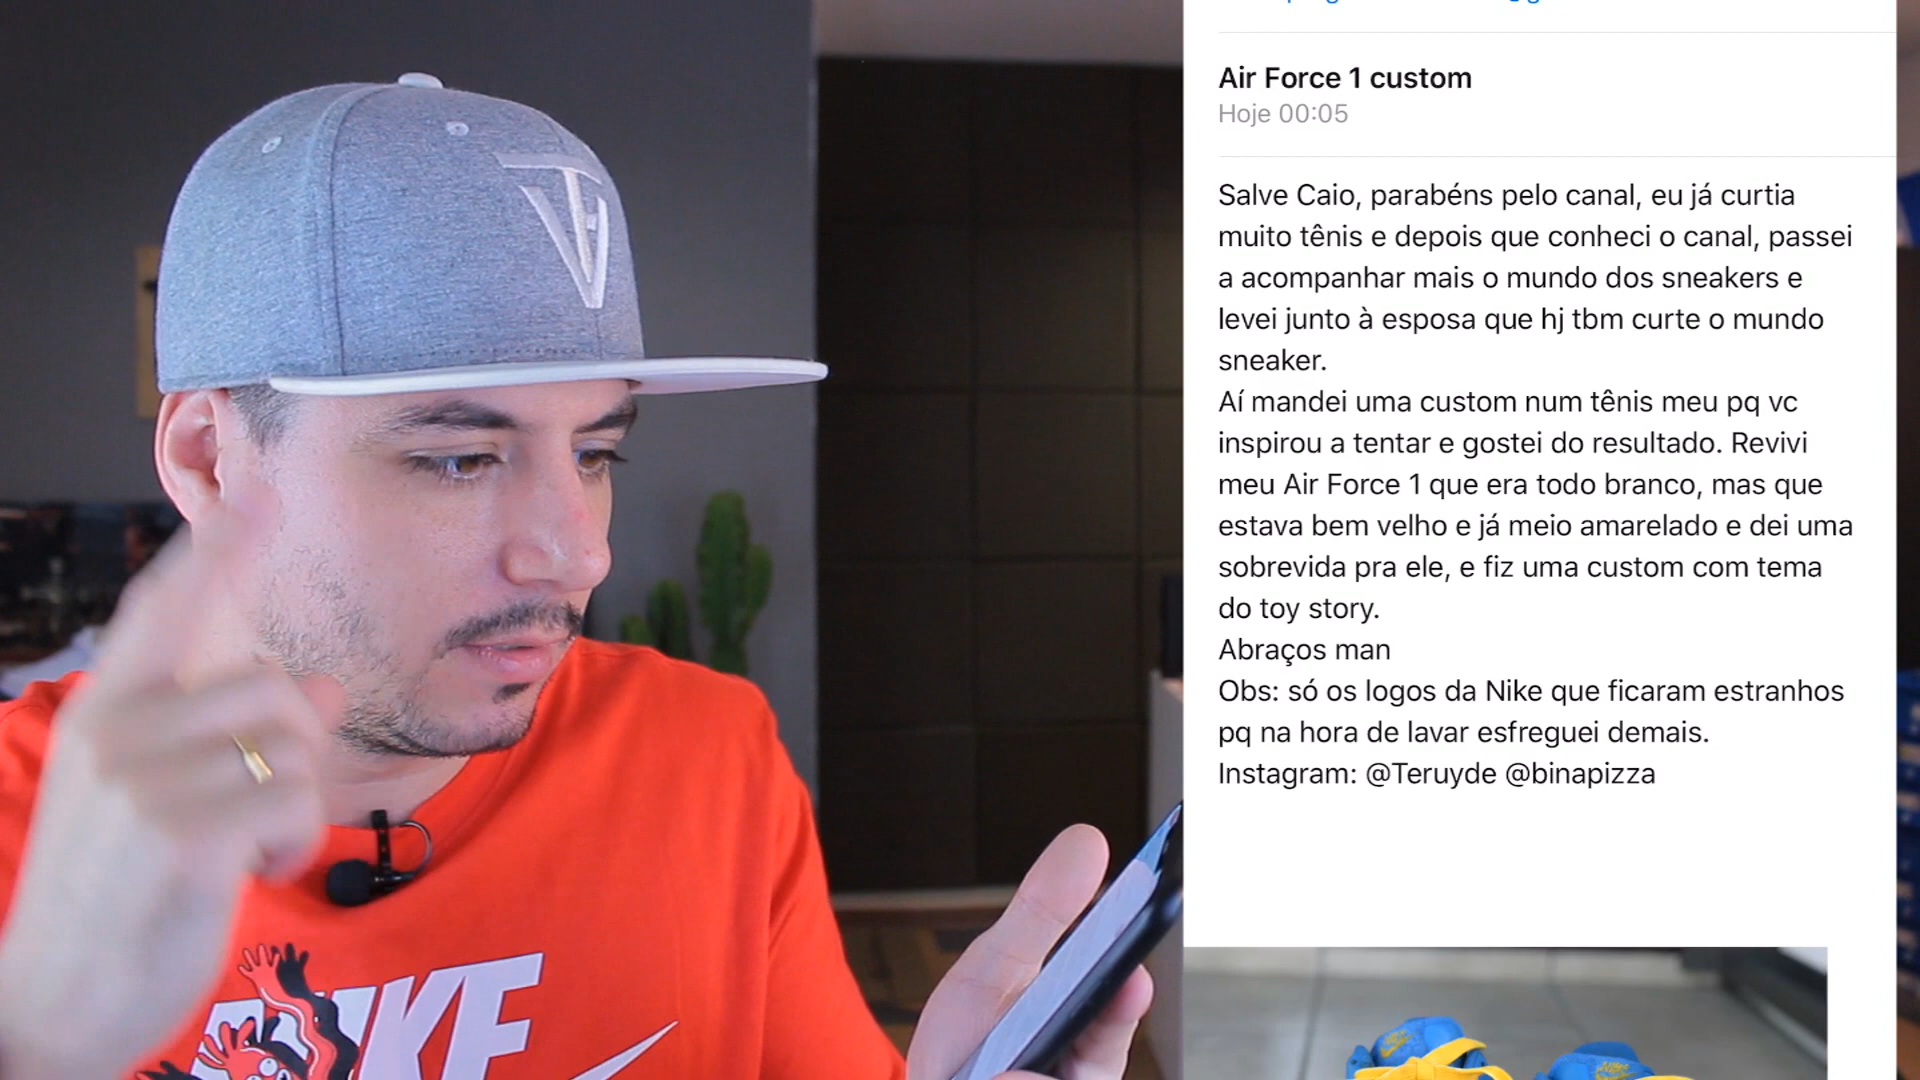 Air Force 1 custom
Hoje 00:05
Salve Caio, parabéns pelo canal, eu já curtia
muito tênis e depois que conheci o canal, passei
a acompanhar mais o mundo dos sneakers e
levei junto à esposa que hj tbm curte o mundo
sneaker.
Aí mandei uma custom num tênis meu pq vc
inspirou a tentar e gostei do resultado. Revivi
meu Air Force 1 que era todo branco, mas que
estava bem velho e já meio amarelado e dei uma
sobrevida pra ele, e fiz uma custom com tema
do toy story.
Abraços man
Obs: só os logos da Nike que ficaram estranhos
pq na hora de lavar esfreguei demais.
Instagram: @Teruyde @binapizza